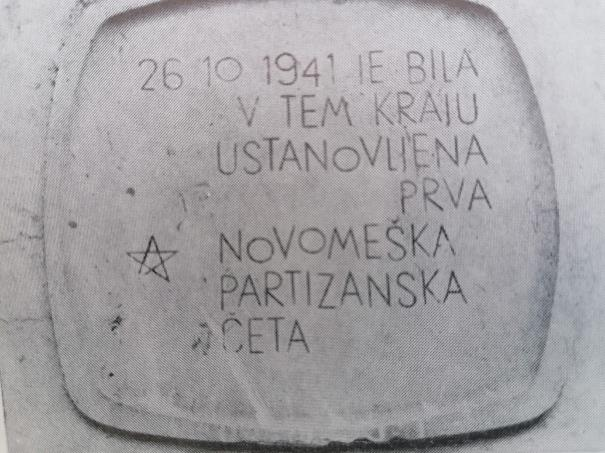 26 10 1941 JE BILA
V TEM KRAJU
USTANOVLJENA
PRVA
NOVOMEŠKA
PARTIZANSKA
ČETA